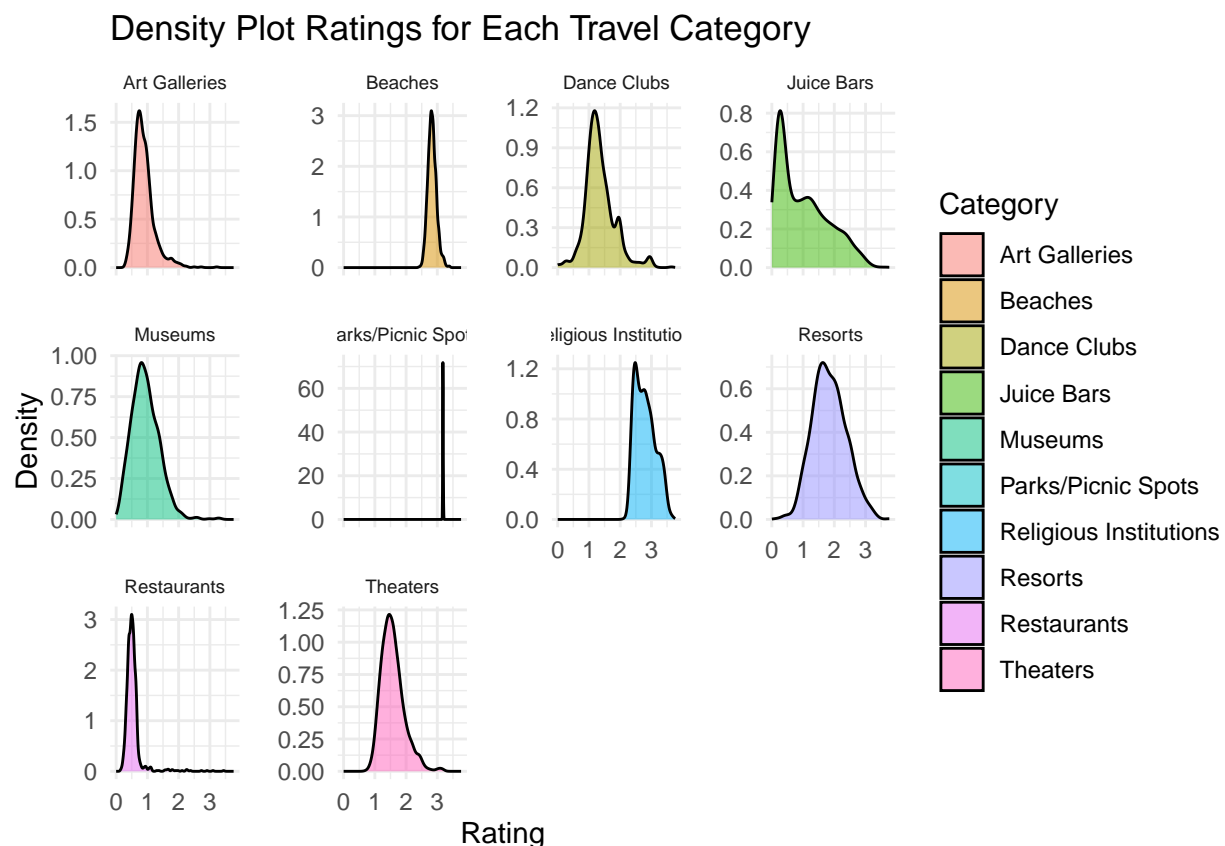 Density Plot Ratings for Each Travel Category
Art Galleries
Beaches
Dance Clubs
Juice Bars
1.5
1.0
0.5
0.0
3
2
1
0
1.2
0.9
0.6
0.3
0.0
0.8
0.6
0.4
0.2
0.0
Museums
arks/Picnic Spot
eligious Institutio
Resorts
1.00
0.75
0.50
0.25
0.00
60
40
20
0
1.2
0.8
0.4
0.0
0 1 2 3
0.6
0.4
0.2
0.0
0 1 2 3
Restaurants
Theaters
3
2
1
0
0 1 2 3
1.25
1.00
0.75
0.50
0.25
0.00
0 1 2 3
Density
Rating
Category
Art Galleries
Beaches
Dance Clubs
Juice Bars
Museums
Parks/Picnic Spots
Religious Institutions
Resorts
Restaurants
Theaters